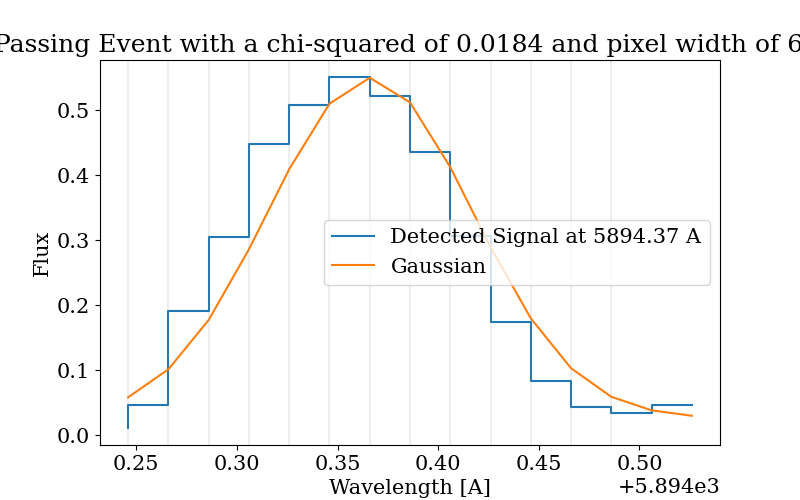 Passing Event with a chi-squared of 0.0184 and pixel width of 6
0.5
0.4
0.3
0.2
0.1
0.0
Flux
Detected Signal at 5894.37 A
Gaussian
0.25 0.30 0.35 0.40 0.45 0.50
Wavelength [A]
+5.894e3